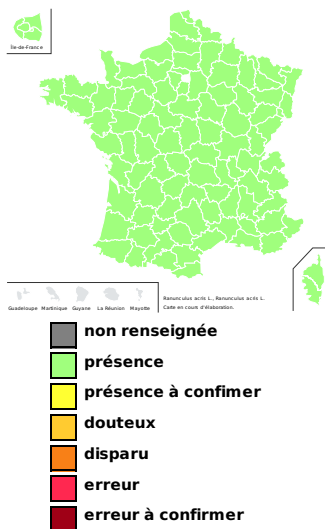 Île-de-France
Guadeloupe Martinique Guyane La Réunion Mayotte
Ranunculus acris L., Ranunculus acris L.
Carte en cours d'élaboration.
non renseignée
présence
présence à confimer
douteux
disparu
erreur
erreur à confirmer